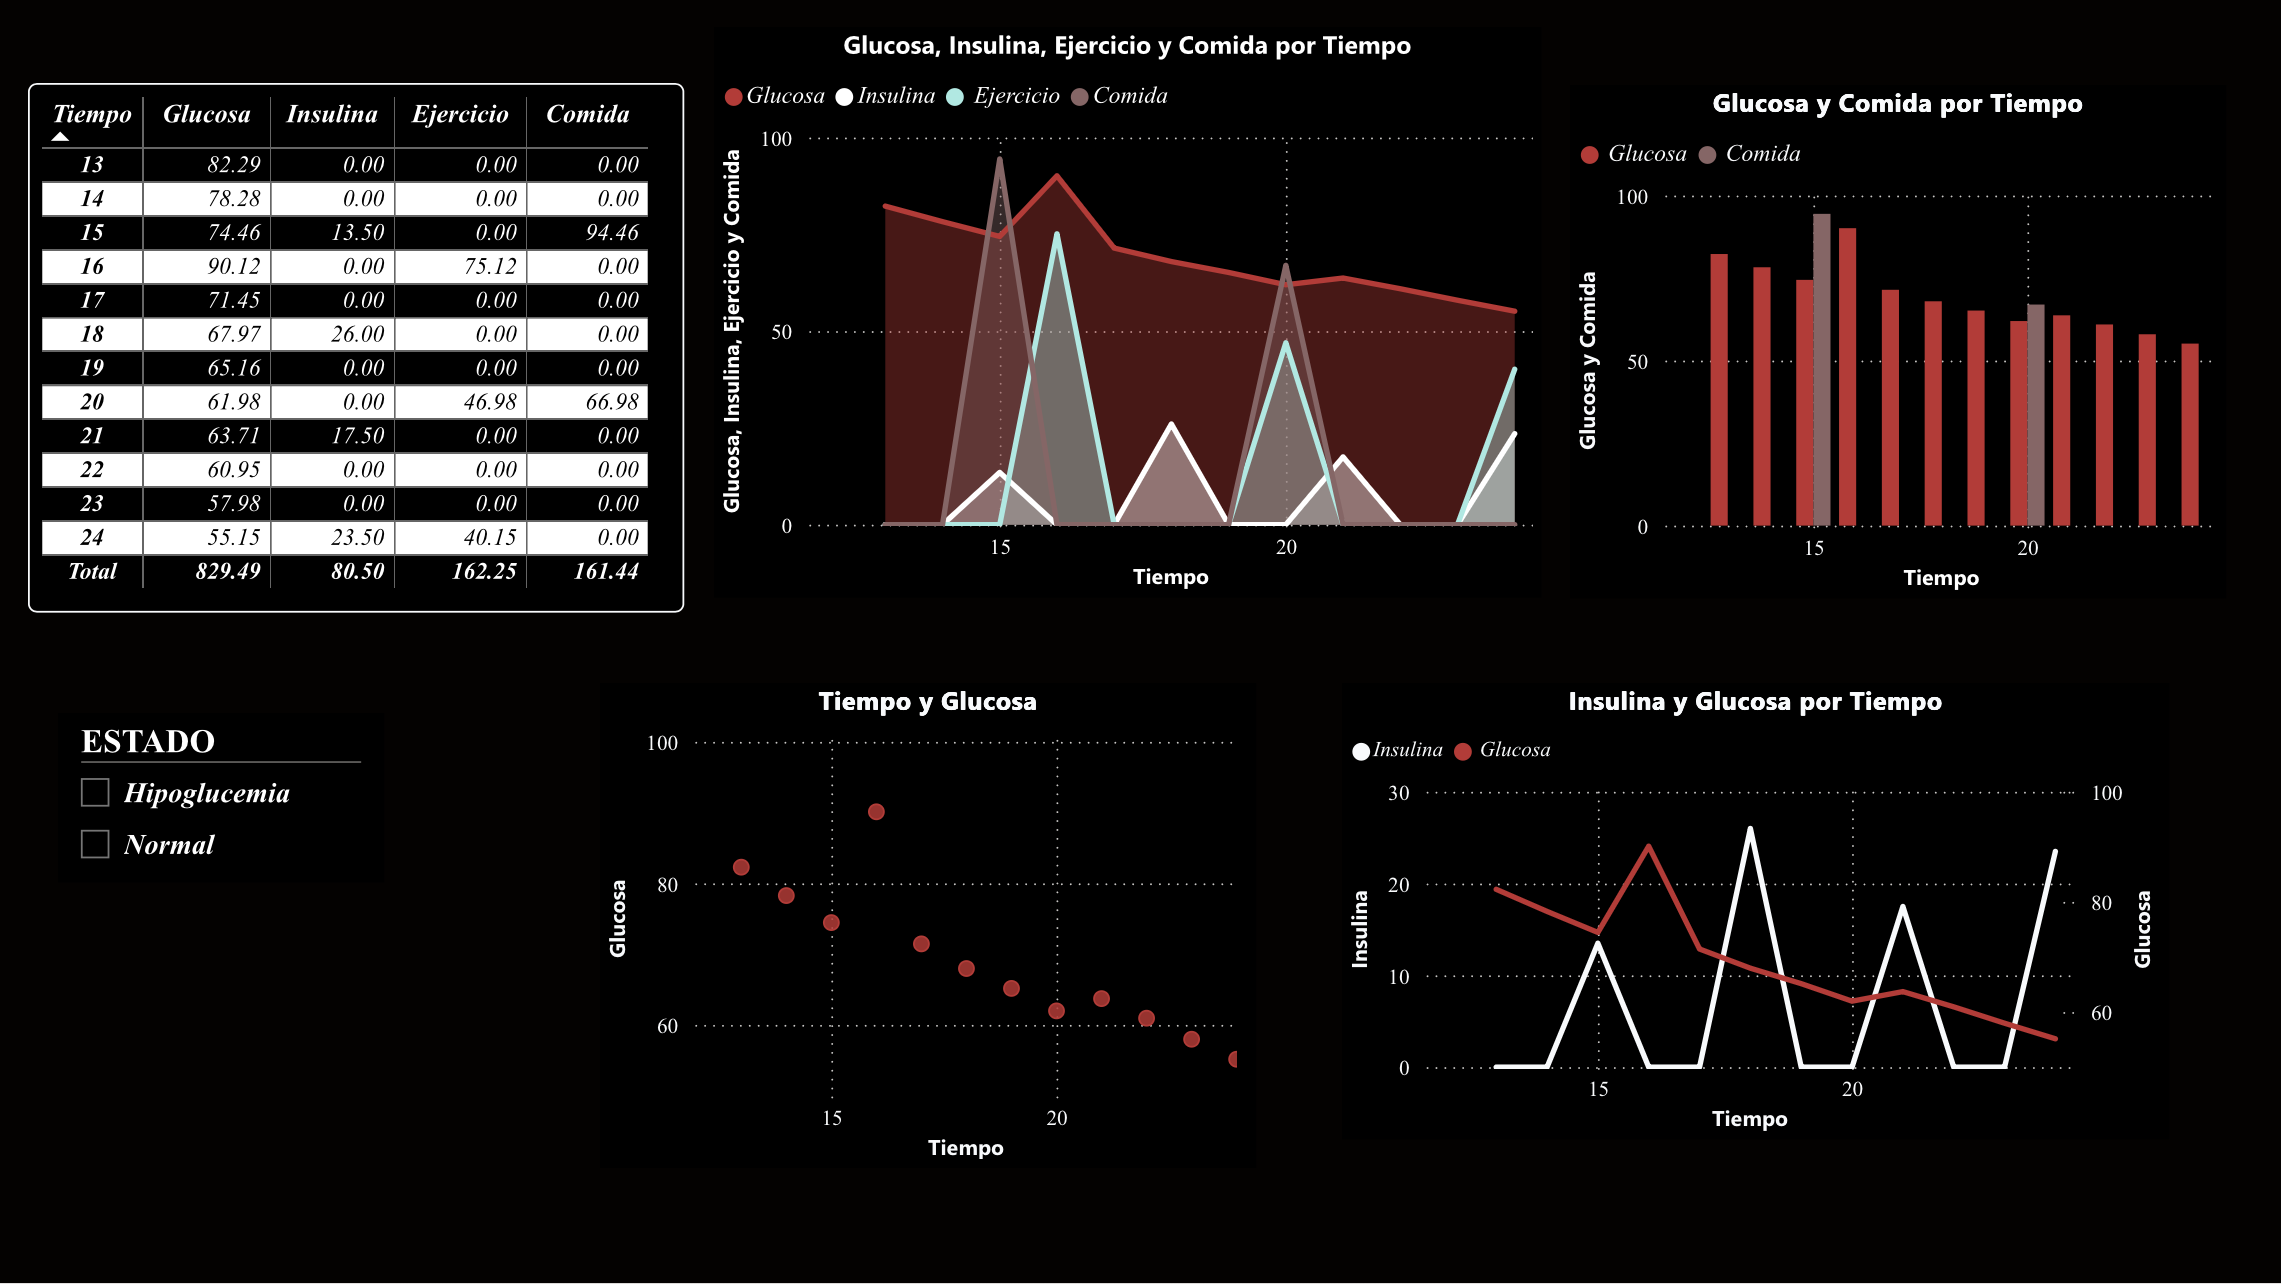 Tiempo Glucosa Insulina Ejercicio Comida
13 82.29 0.00 0.00 0.00
14 78.28 0.00 0.00 0.00
15 74.46 13.50 0.00 94.46
16 90.12 0.00 75.12 0.00
17 71.45 0.00 0.00 0.00
18 67.97 26.00 0.00 0.00
19 65.16 0.00 0.00 0.00
20 61.98 0.00 46.98 66.98
21 63.71 17.50 0.00 0.00
22 60.95 0.00 0.00 0.00
23 57.98 0.00 0.00 0.00
24 55.15 23.50 40.15 0.00
Total 829.49 80.50 162.25 161.44
Glucosa, Insulina, Ejercicio y Comida por Tiempo
Glucosa Insulina Ejercicio Comida
Glucosa, Insulina, Ejercicio y Comida
100
50
0
15 20
Tiempo
Glucosa y Comida por Tiempo
Glucosa Comida
Glucosa y Comida
100
50
0
15 20
Tiempo
ESTADO
Hipoglucemia
Normal
Tiempo y Glucosa
Glucosa
100
80
60
15 20
Tiempo
Insulina y Glucosa por Tiempo
Insulina Glucosa
Insulina
30
20
10
0
100
80
60
Glucosa
15 20
Tiempo